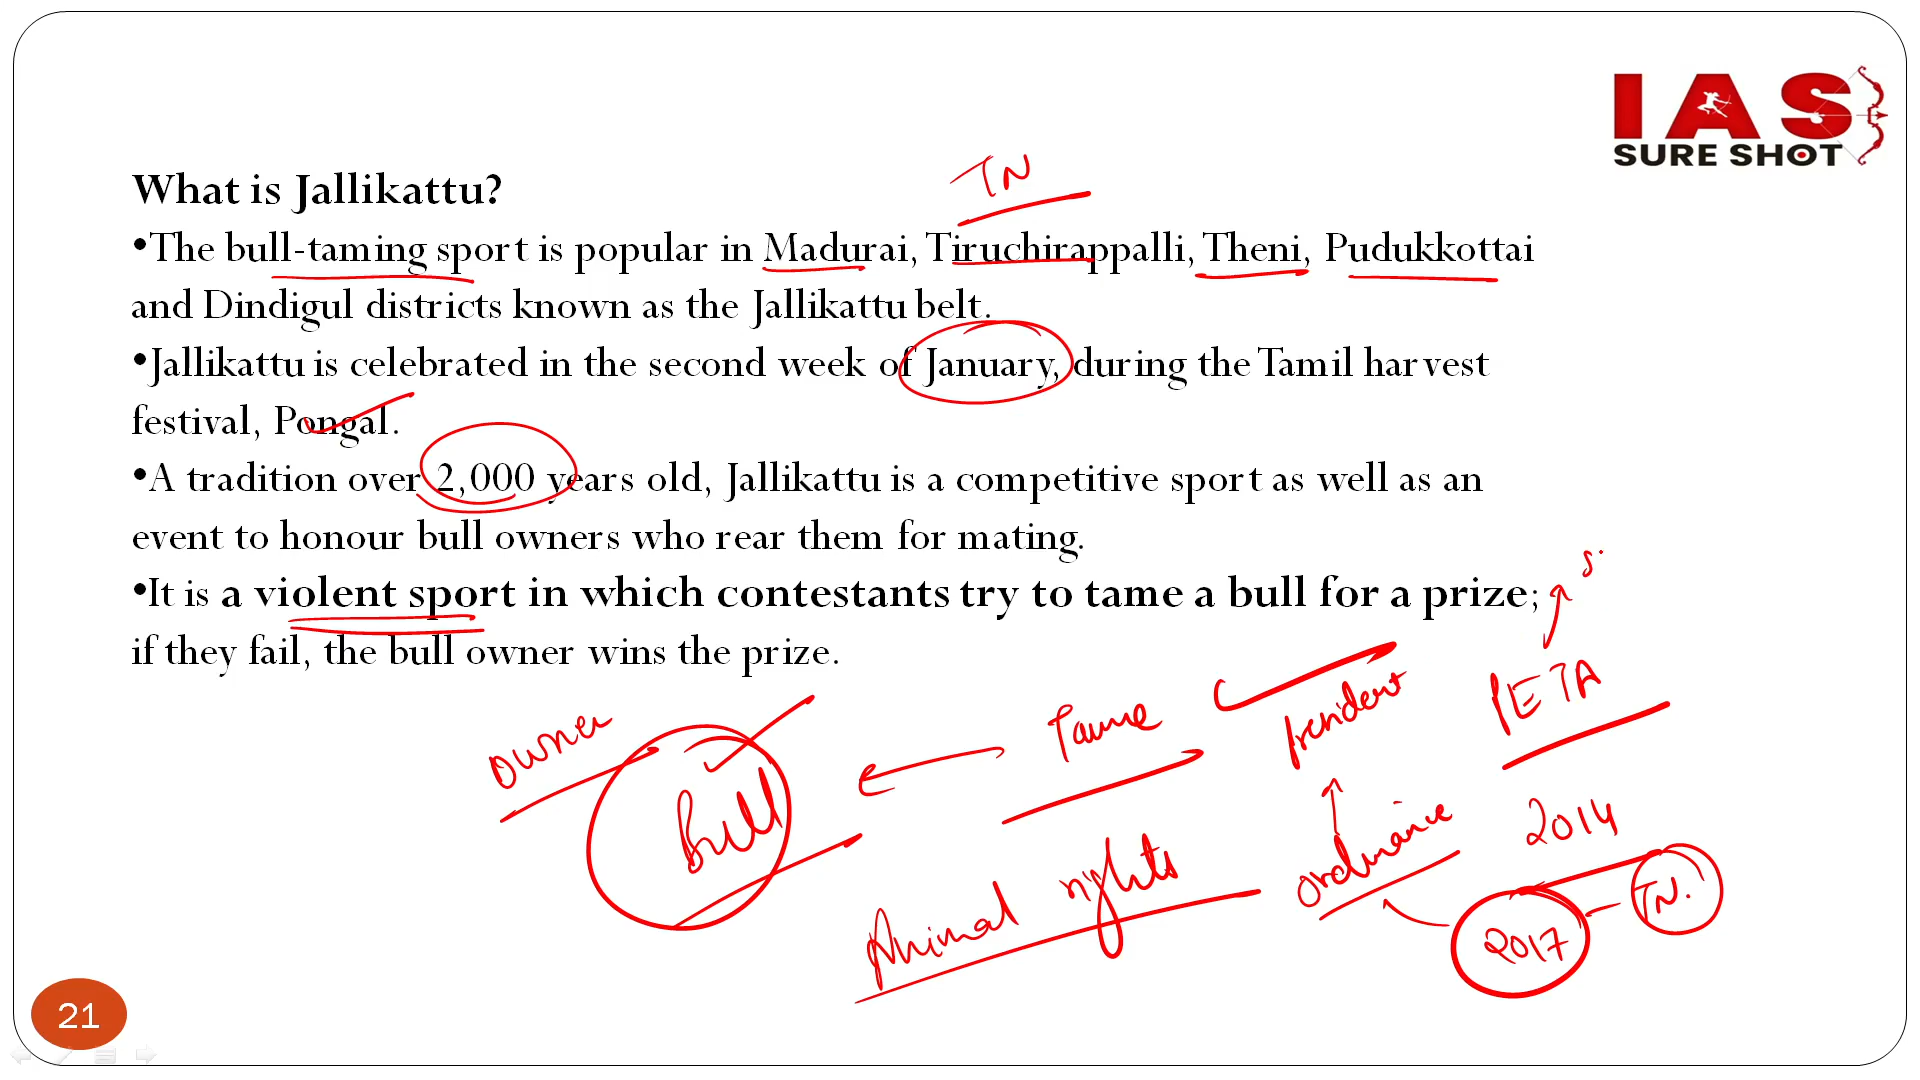 IAS
SURE SHOT
TN
What is Jallikattu?
•The bull-taming sport is popular in Madurai, Tiruchirappalli, Theni, Pudukkottai
and Dindigul districts known as the Jallikattu belt.
•Jallikattu is celebrated in the second week of January, during the Tamil harvest
festival, Pongal.
•A tradition over 2,000 years old, Jallikattu is a competitive sport as well as an
event to honour bull owners who rear them for mating.
•It is a violent sport in which contestants try to tame a bull for a prize;
if they fail, the bull owner wins the prize.
owner
Bull
Tame
PETA
2014
ordinance
Animal rights
2017
TN.
21